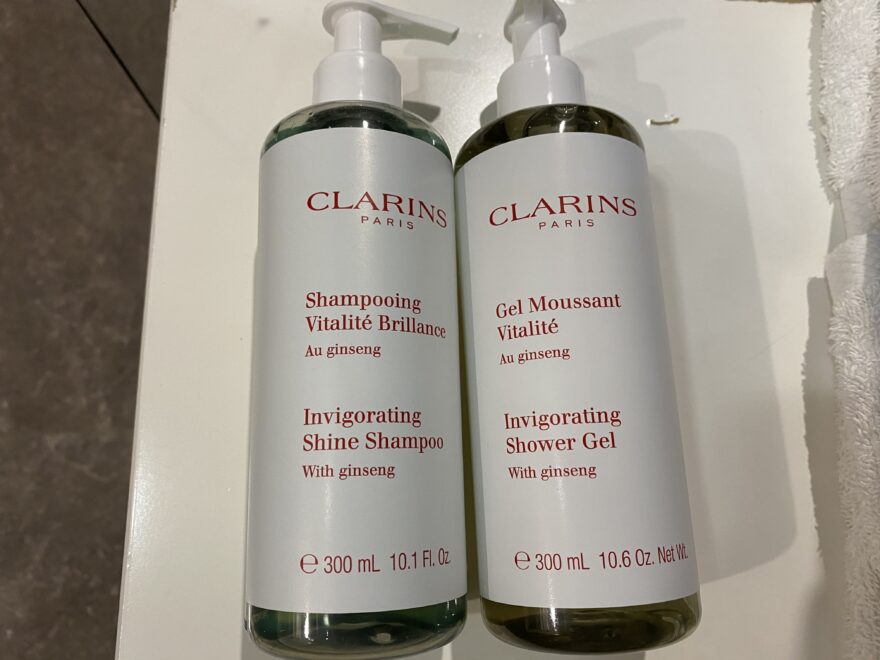 CLARINS
PARIS
Shampooing
Vitalité Brillance
Au ginseng
Invigorating
Shine Shampoo
With ginseng
℮ 300 mL 10.1 Fl. Oz.
CLARINS
PARIS
Gel Moussant
Vitalité
Au ginseng
Invigorating
Shower Gel
With ginseng
℮ 300 mL 10.6 Oz. Net Wt.